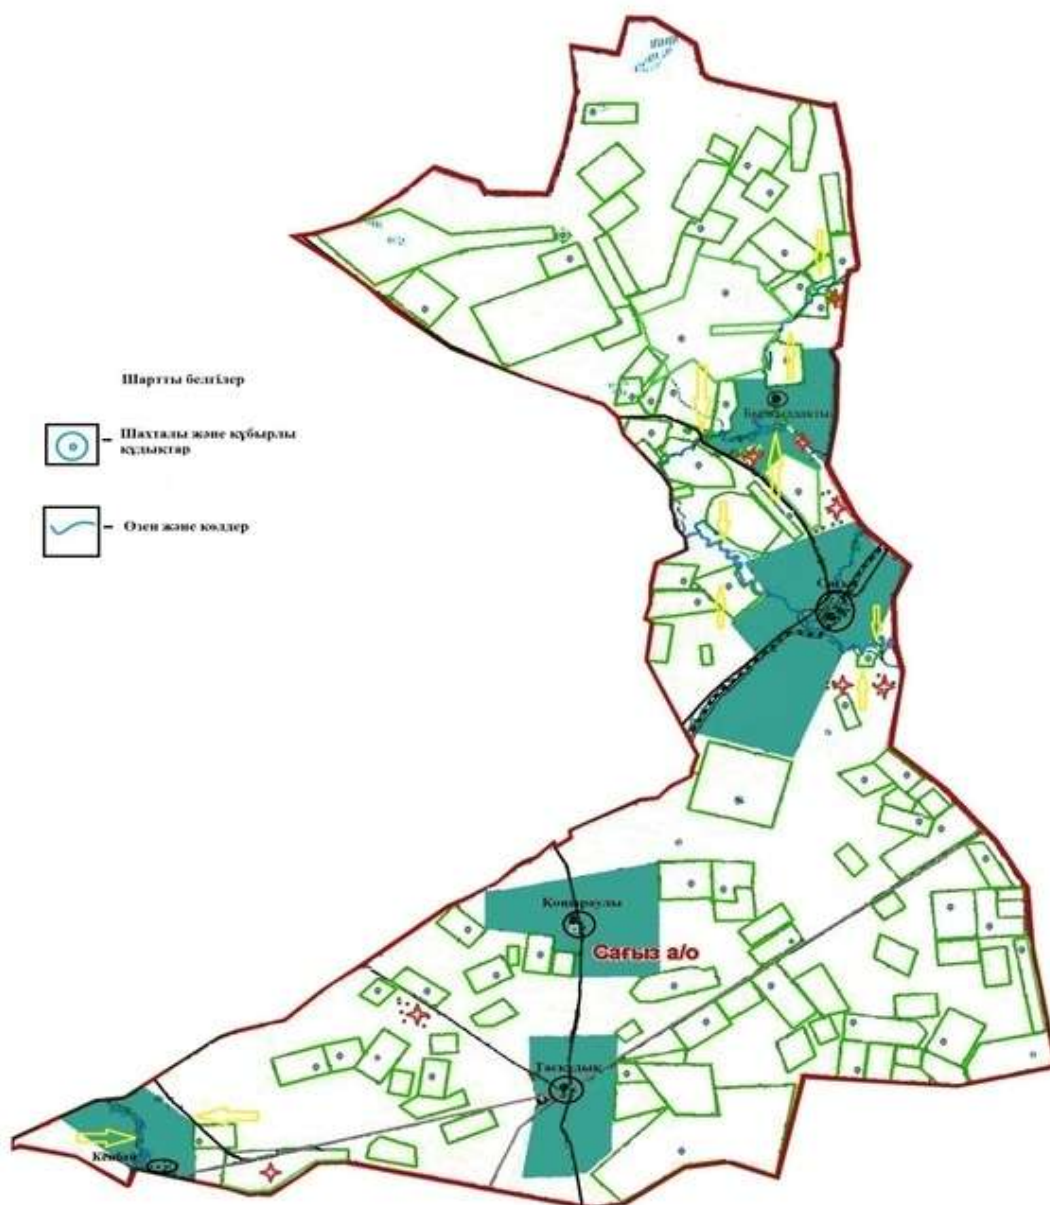 Шартты белгілер
– Шахталы және құбырлы
құдықтар
– Өзен және көлдер
Қоңыраулы
Сағыз а/о
Тасқұдық